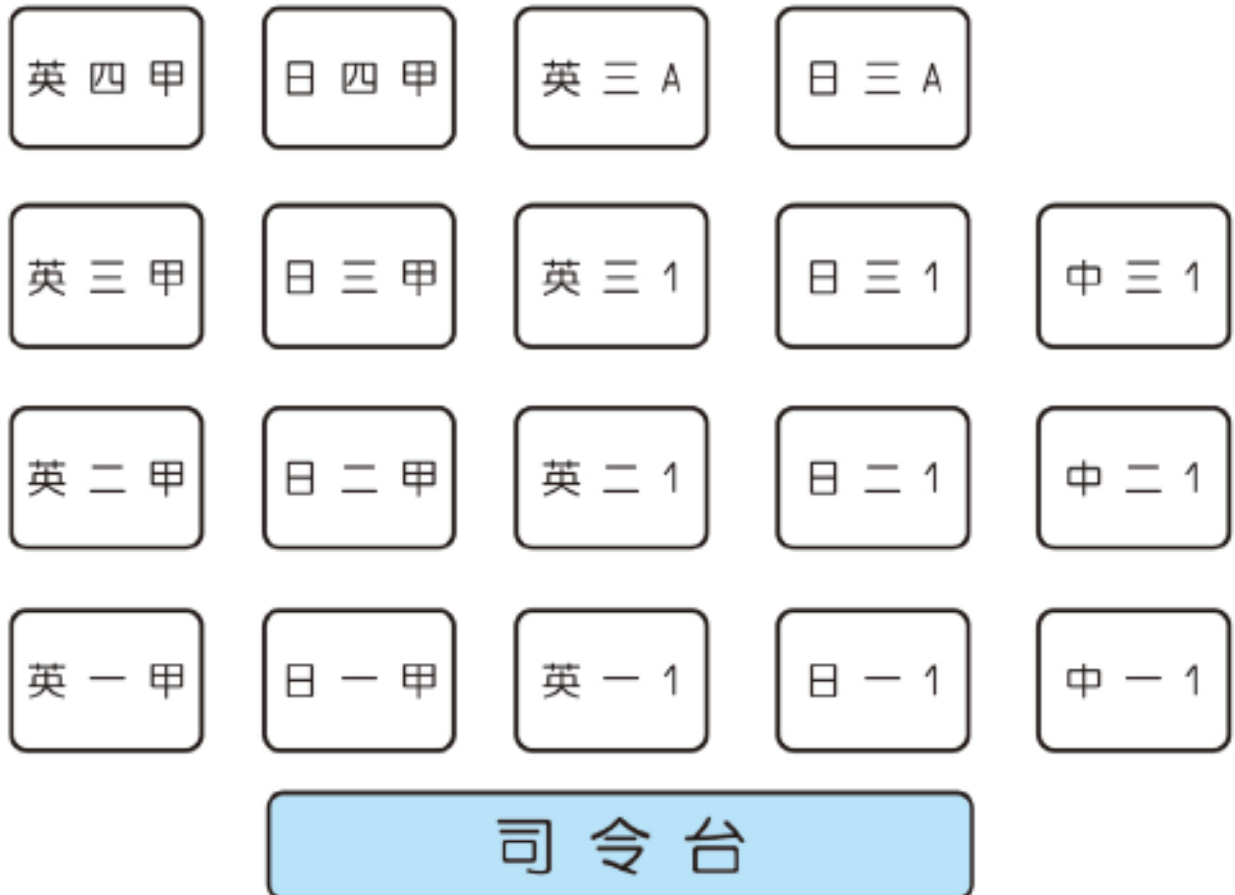 英四甲 日四甲 英三A 日三A
英三甲 日三甲 英三1 日三1 中三1
英二甲 日二甲 英二1 日二1 中二1
英一甲 日一甲 英一1 日一1 中一1
司令台